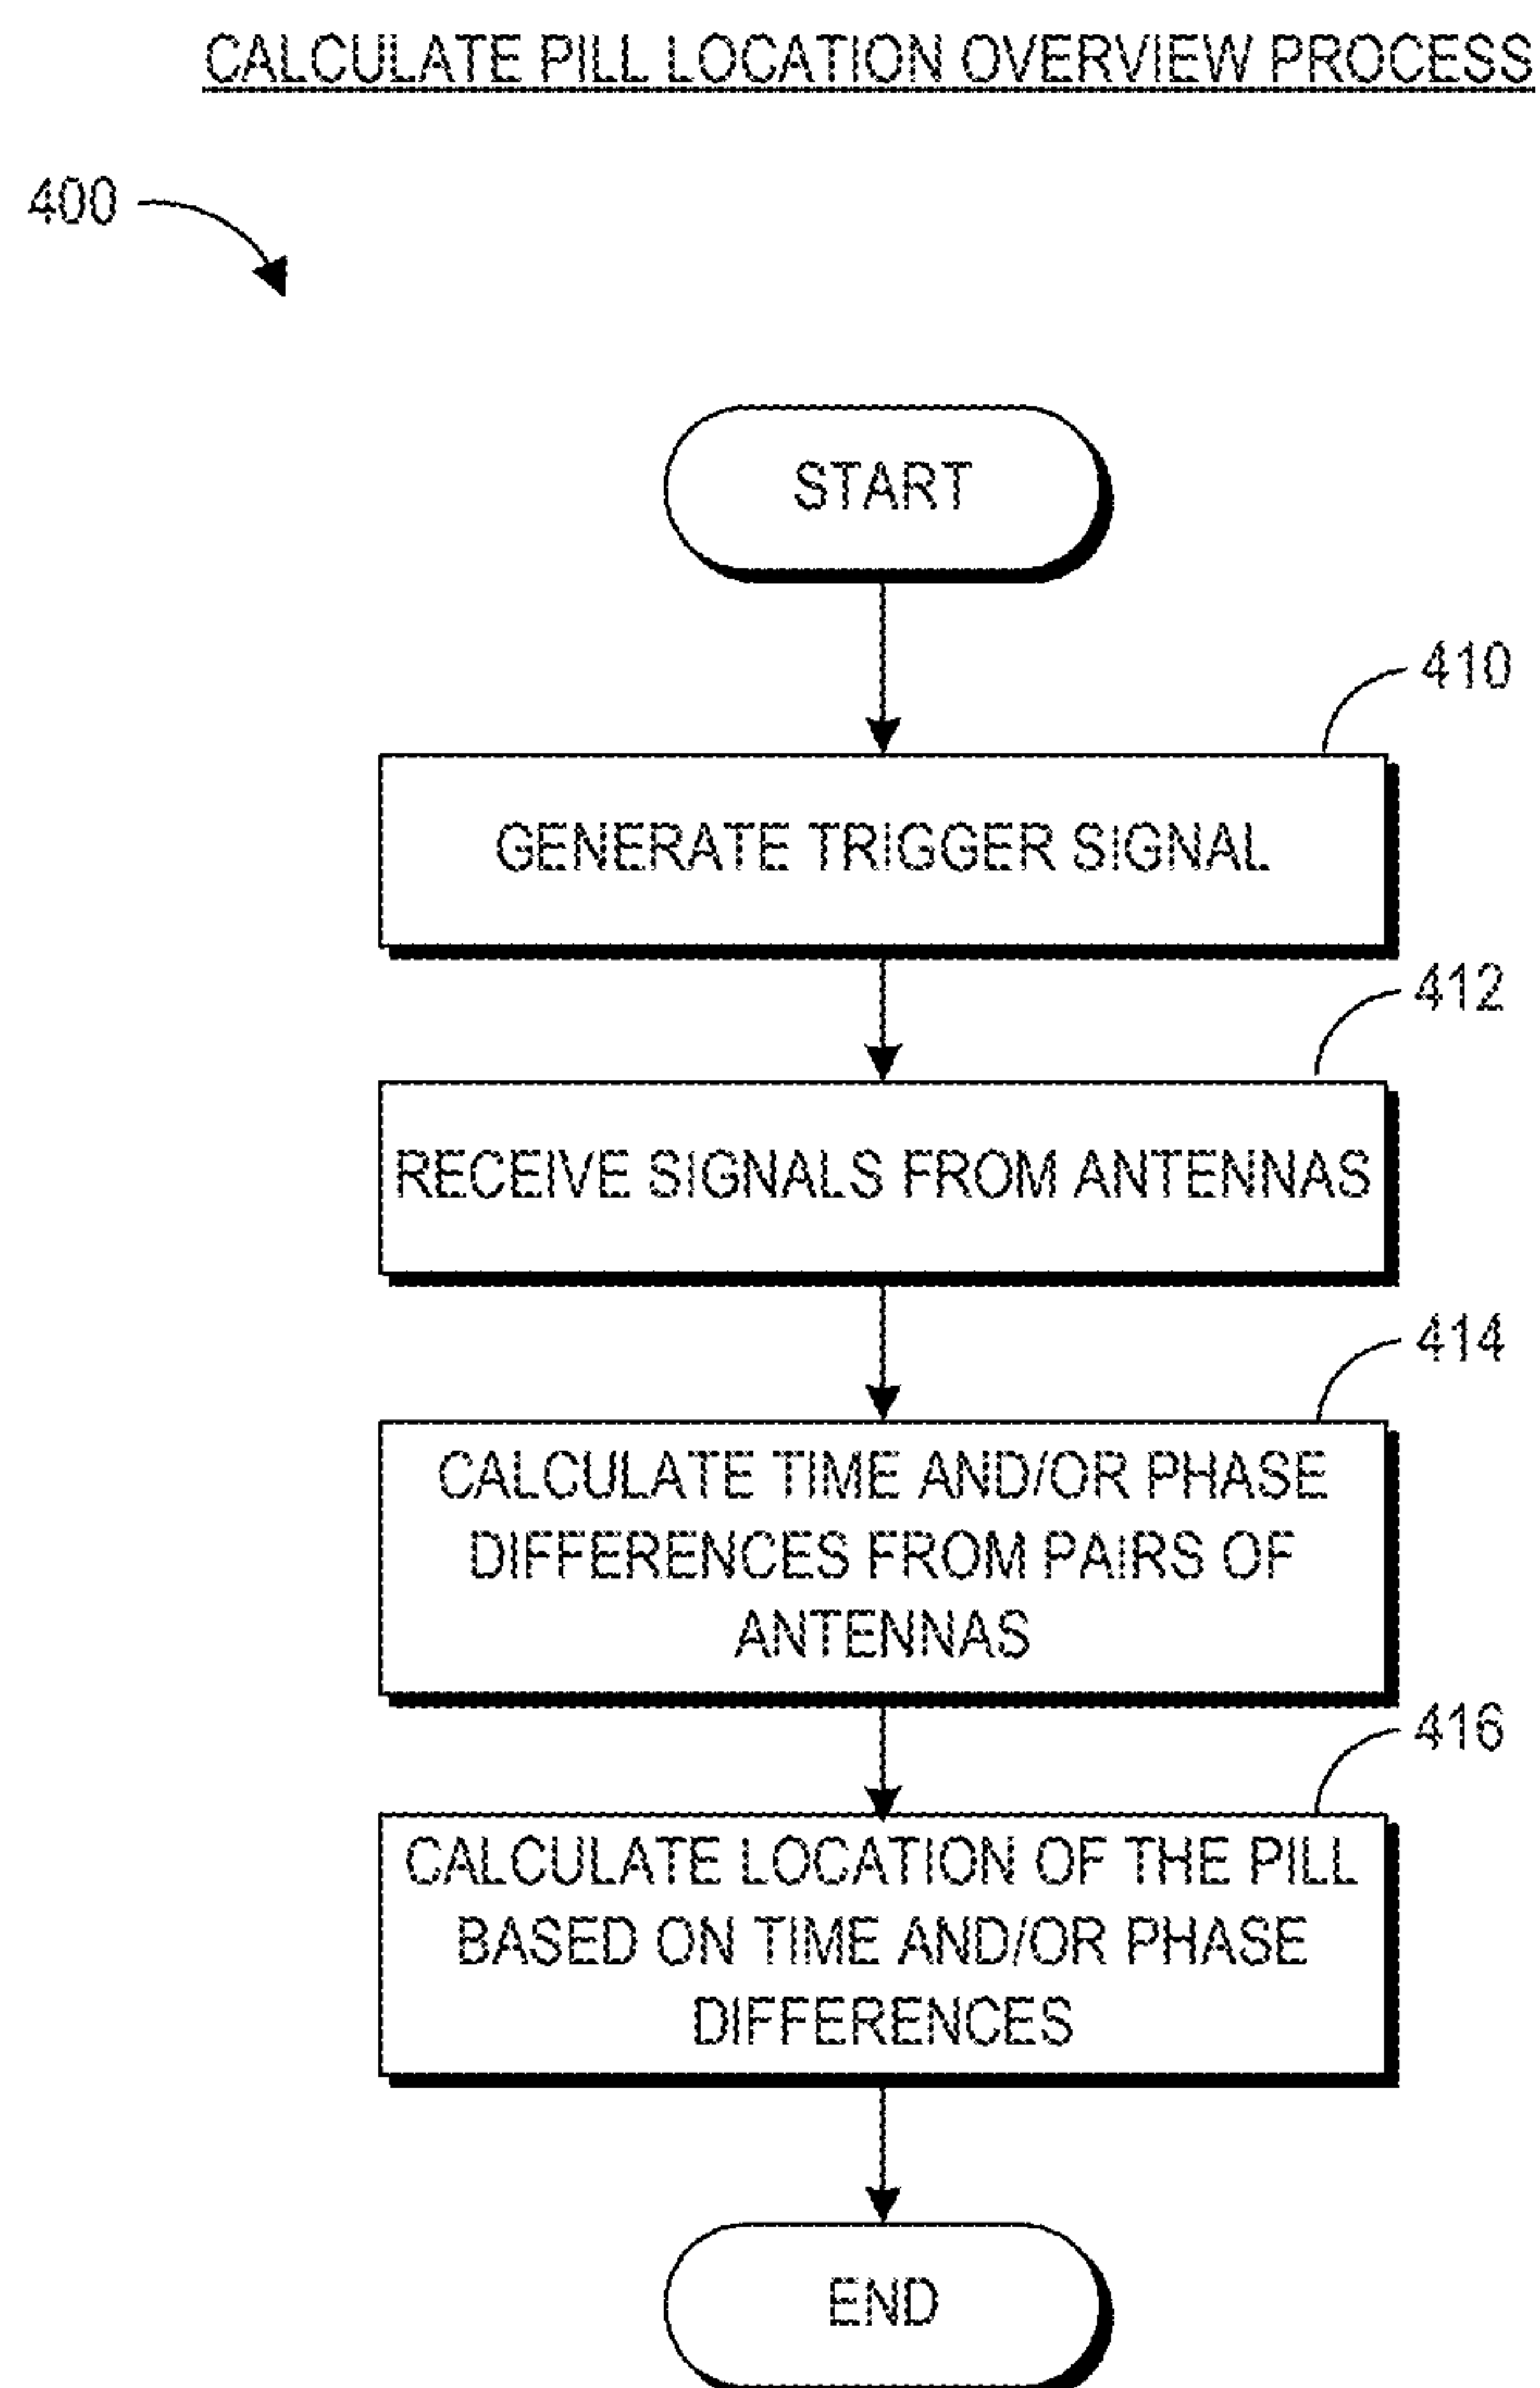 CALCULATE PILL LOCATION OVERVIEW PROCESS
400
START
410
GENERATE TRIGGER SIGNAL
412
RECEIVE SIGNALS FROM ANTENNAS
414
CALCULATE TIME AND/OR PHASE
DIFFERENCES FROM PAIRS OF
ANTENNAS
416
CALCULATE LOCATION OF THE PILL
BASED ON TIME AND/OR PHASE
DIFFERENCES
END